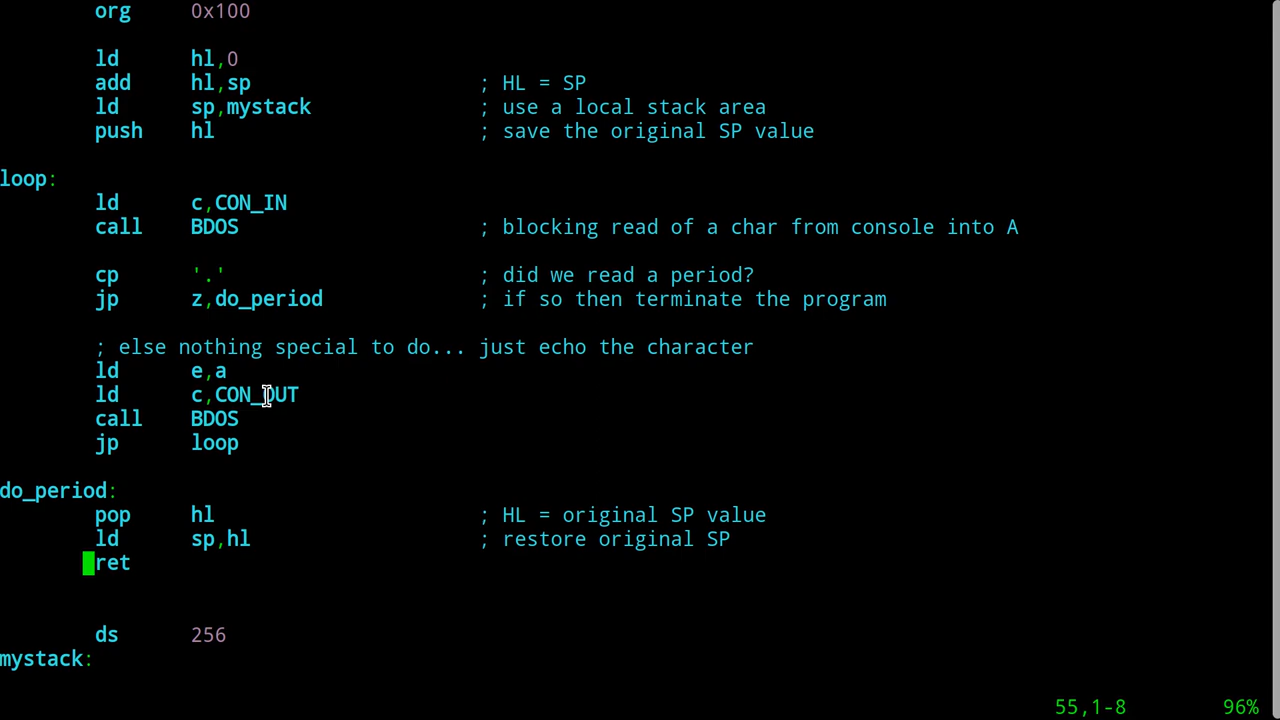 org 0x100
ld hl,0
add hl,sp ; HL = SP
ld sp,mystack ; use a local stack area
push hl ; save the original SP value
loop:
ld c,CON_IN
call BDOS ; blocking read of a char from console into A
cp '.' ; did we read a period?
jp z,do_period ; if so then terminate the program
; else nothing special to do... just echo the character
ld e,a
ld c,CON_OUT
call BDOS
jp loop
do_period:
pop hl ; HL = original SP value
ld sp,hl ; restore original SP
ret
ds 256
mystack:
55,1-8 96%